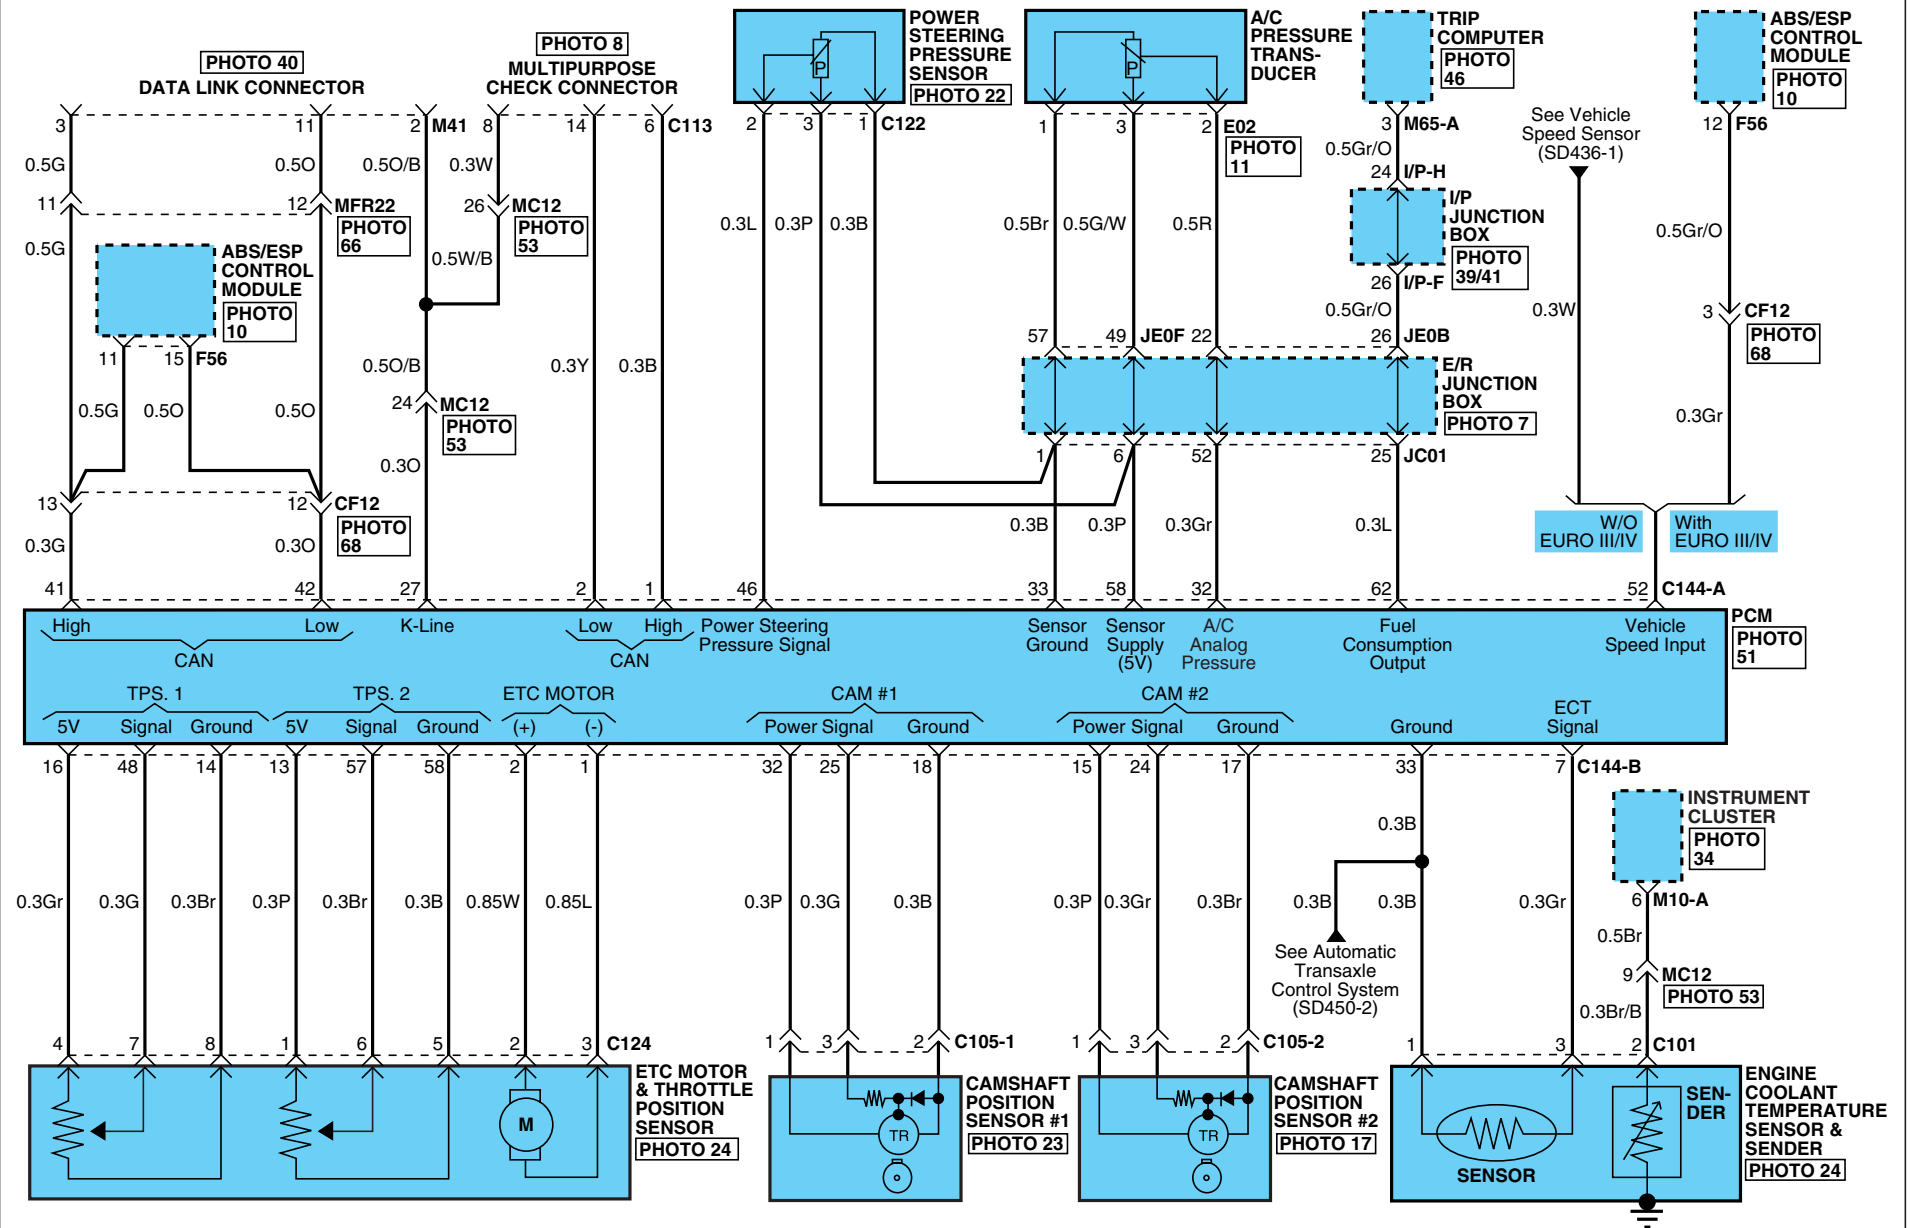 PHOTO 40
DATA LINK CONNECTOR
PHOTO 8
MULTIPURPOSE
CHECK CONNECTOR
POWER
STEERING
PRESSURE
SENSOR
PHOTO 22
A/C
PRESSURE
TRANS-
DUCER
TRIP
COMPUTER
PHOTO
46
ABS/ESP
CONTROL
MODULE
PHOTO
10
P
P
3
11
2
M41
8
14
6
C113
2
3
1
C122
1
3
2
E02
PHOTO
11
3
M65-A
See Vehicle
Speed Sensor
(SD436-1)
12
F56
0.5G
0.5O
0.5O/B
0.3W
0.5Gr/O
24
I/P-H
11
12
MFR22
PHOTO
66
26
MC12
PHOTO
53
0.3L
0.3P
0.3B
0.5Br
0.5G/W
0.5R
I/P
JUNCTION
BOX
PHOTO
39/41
0.5Gr/O
0.5G
ABS/ESP
CONTROL
MODULE
PHOTO
10
0.5W/B
26
I/P-F
0.5Gr/O
0.3W
3
CF12
PHOTO
68
11
15
F56
57
49
JE0F
22
26
JE0B
0.5O/B
0.3Y
0.3B
E/R
JUNCTION
BOX
PHOTO 7
0.5G
0.5O
0.5O
24
MC12
PHOTO
53
0.3Gr
0.3O
1
6
52
25
JC01
13
12
CF12
PHOTO
68
0.3G
0.3O
0.3B
0.3P
0.3Gr
0.3L
W/O
EURO III/IV
With
EURO III/IV
41
42
27
2
1
46
33
58
32
62
52
C144-A
PCM
PHOTO
51
High
Low
CAN
K-Line
Low
High
CAN
Power Steering
Pressure Signal
Sensor
Ground
Sensor
Supply
(5V)
A/C
Analog
Pressure
Fuel
Consumption
Output
Vehicle
Speed Input
TPS. 1
TPS. 2
ETC MOTOR
CAM #1
CAM #2
5V
Signal
Ground
5V
Signal
Ground
(+)
(-)
Power Signal
Ground
Power Signal
Ground
Ground
ECT
Signal
16
48
14
13
57
58
2
1
32
25
18
15
24
17
33
7
C144-B
INSTRUMENT
CLUSTER
PHOTO
34
0.3B
0.3Gr
0.3G
0.3Br
0.3P
0.3Br
0.3B
0.85W
0.85L
0.3P
0.3G
0.3B
0.3P
0.3Gr
0.3Br
0.3B
0.3B
0.3Gr
6
M10-A
0.5Br
See Automatic
Transaxle
Control System
(SD450-2)
9
MC12
PHOTO 53
0.3Br/B
4
7
8
1
6
5
2
3
C124
1
3
2
C105-1
1
3
2
C105-2
1
3
2
C101
ETC MOTOR
& THROTTLE
POSITION
SENSOR
PHOTO 24
M
CAMSHAFT
POSITION
SENSOR #1
PHOTO 23
TR
CAMSHAFT
POSITION
SENSOR #2
PHOTO 17
TR
SENSOR
SEN-
DER
ENGINE
COOLANT
TEMPERATURE
SENSOR &
SENDER
PHOTO 24